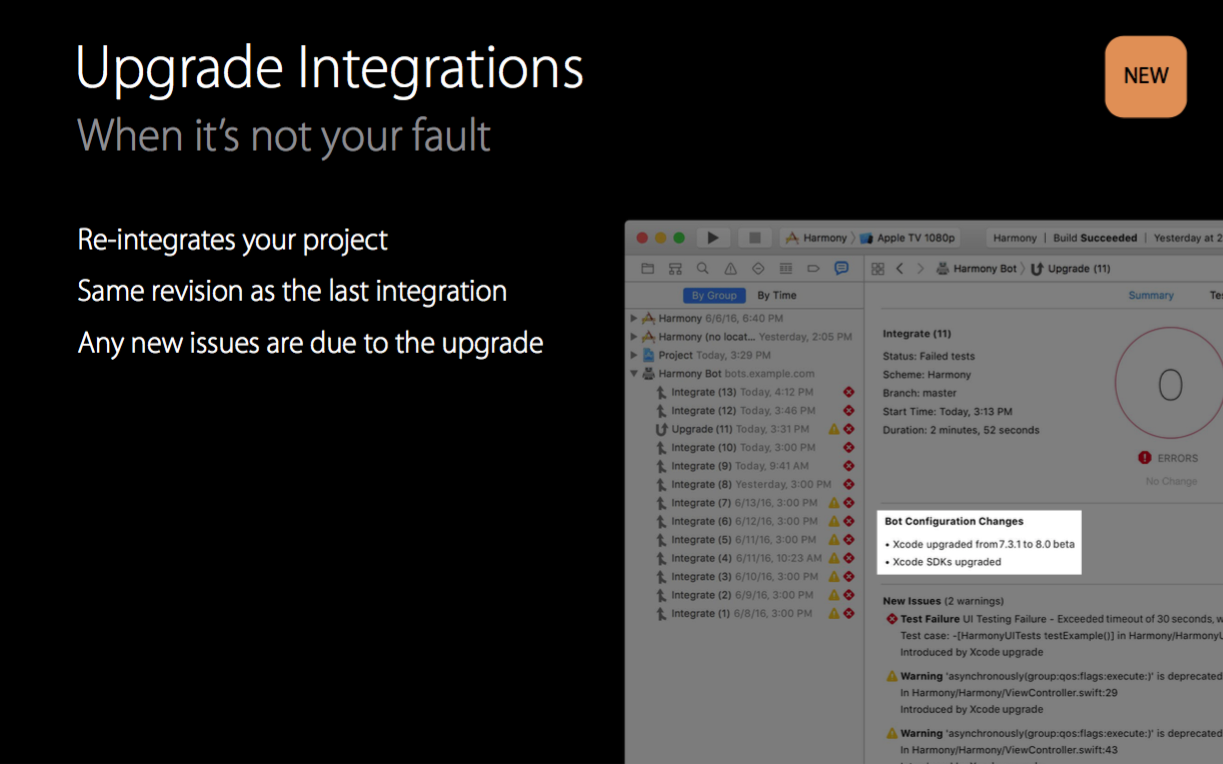 Upgrade Integrations
NEW
When it's not your fault
Re-integrates your project
Same revision as the last integration
Any new issues are due to the upgrade
Harmony 〉 Apple TV 1080p
Harmony | Build Succeeded | Yesterday at 2
Harmony Bot 〉 Upgrade (11)
By Group By Time
Summary
Harmony 6/6/16, 6:40 PM
Harmony (no locat... Yesterday, 2:05 PM
Project Today, 3:29 PM
Harmony Bot bots.example.com
Integrate (13) Today, 4:12 PM
Integrate (12) Today, 3:46 PM
Upgrade (11) Today, 3:31 PM
Integrate (10) Today, 3:00 PM
Integrate (9) Today, 9:41 AM
Integrate (8) Yesterday, 3:00 PM
Integrate (7) 6/13/16, 3:00 PM
Integrate (6) 6/12/16, 3:00 PM
Integrate (5) 6/11/16, 3:00 PM
Integrate (4) 6/11/16, 10:23 AM
Integrate (3) 6/10/16, 3:00 PM
Integrate (2) 6/9/16, 3:00 PM
Integrate (1) 6/8/16, 3:00 PM
Integrate (11)
Status: Failed tests
Scheme: Harmony
Branch: master
Start Time: Today, 3:13 PM
Duration: 2 minutes, 52 seconds
0
ERRORS
No Change
Bot Configuration Changes
• Xcode upgraded from 7.3.1 to 8.0 beta
• Xcode SDKs upgraded
New Issues (2 warnings)
Test Failure UI Testing Failure - Exceeded timeout of 30 seconds, w
Test case: -[HarmonyUITests testExample()] in Harmony/HarmonyU
Introduced by Xcode upgrade
Warning 'asynchronously(group:qos:flags:execute:)' is deprecated
In Harmony/Harmony/ViewController.swift:29
Introduced by Xcode upgrade
Warning 'asynchronously(group:qos:flags:execute:)' is deprecated
In Harmony/Harmony/ViewController.swift:43